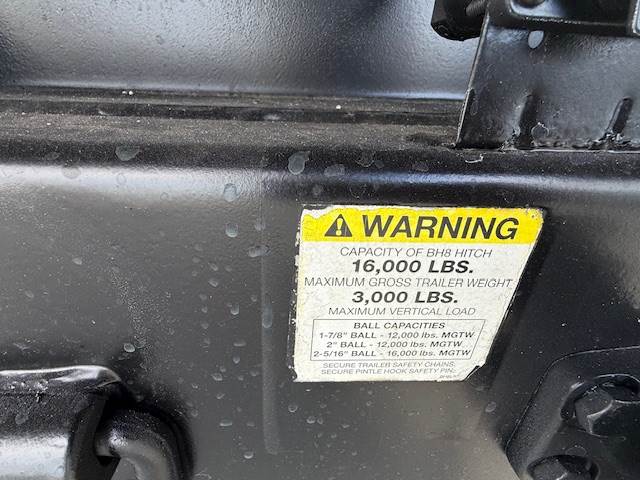 WARNING
CAPACITY OF BH8 HITCH
16,000 LBS.
MAXIMUM GROSS TRAILER WEIGHT
3,000 LBS.
MAXIMUM VERTICAL LOAD
BALL CAPACITIES
1-7/8" BALL - 12,000 lbs. MGTW
2" BALL - 12,000 lbs. MGTW
2-5/16" BALL - 16,000 lbs. MGTW
SECURE TRAILER SAFETY CHAINS.
SECURE PINTLE HOOK SAFETY PIN.